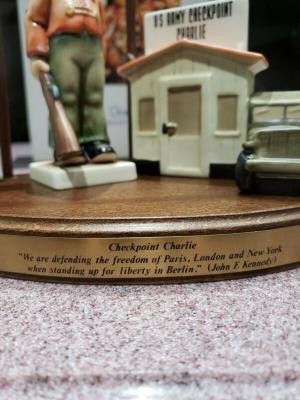 US ARMY CHECKPOINT
CHARLIE
Checkpoint Charlie
"We are defending the freedom of Paris, London and New York
when standing up for liberty in Berlin." (John F. Kennedy)